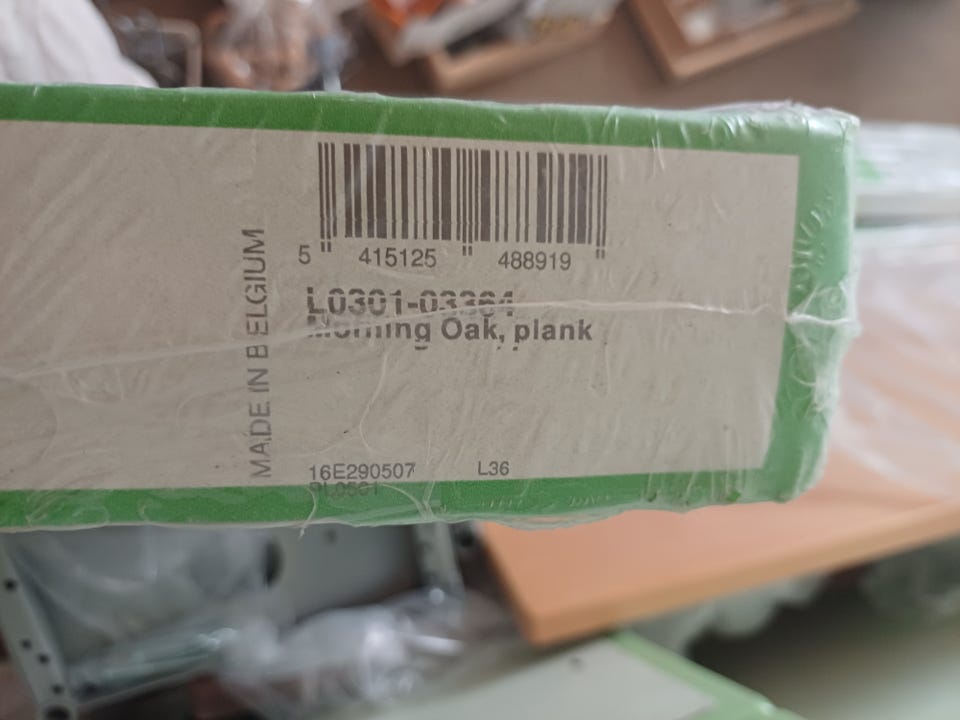 5 415125 488919
L0301-03364
Morning Oak, plank
MADE IN BELGIUM
16E290507 L36